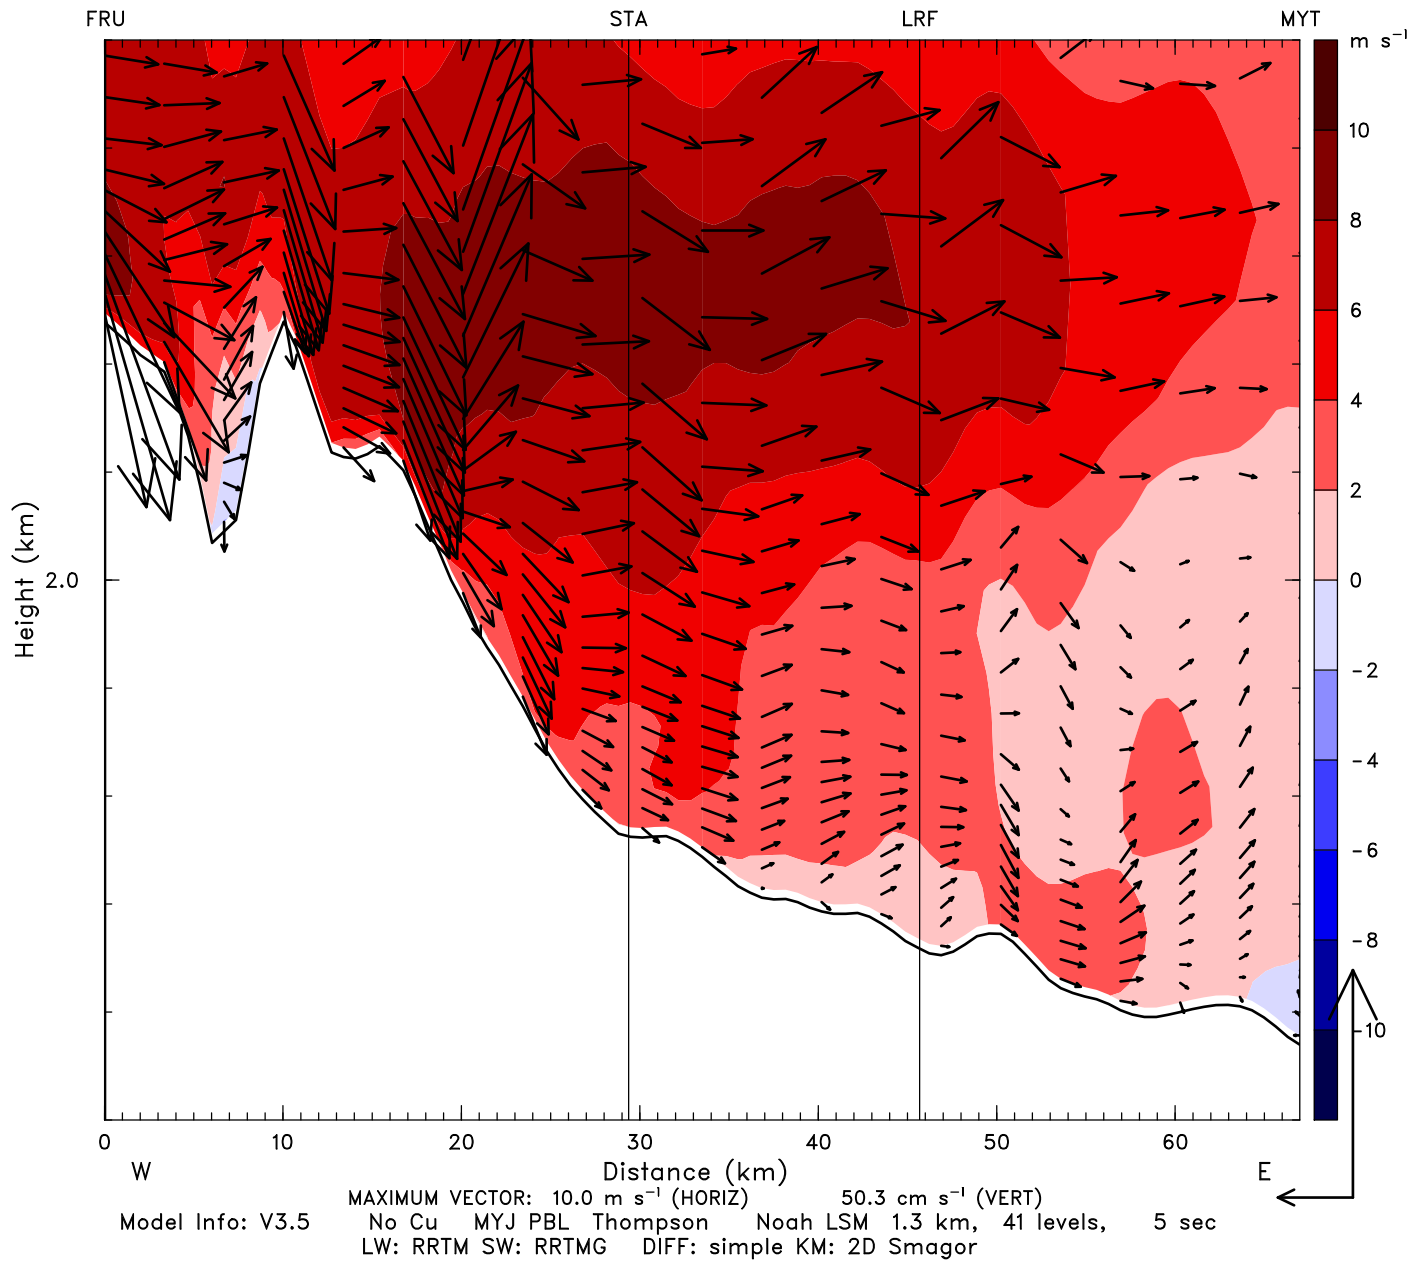 FRU STA LRF MYT
m s⁻¹
10
8
6
4
2
0
-2
-4
-6
-8
-10
Height (km)
2.0
0 10 20 30 40 50 60
W Distance (km) E
MAXIMUM VECTOR: 10.0 m s⁻¹ (HORIZ) 50.3 cm s⁻¹ (VERT)
Model Info: V3.5 No Cu MYJ PBL Thompson Noah LSM 1.3 km, 41 levels, 5 sec
LW: RRTM SW: RRTMG DIFF: simple KM: 2D Smagor